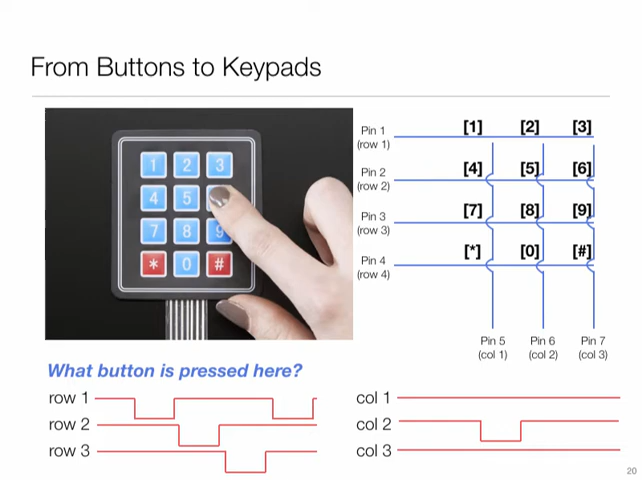 From Buttons to Keypads
1 2 3
4 5
7 8 9
* 0 #
Pin 1 [1] [2] [3]
(row 1)
Pin 2 [4] [5] [6]
(row 2)
Pin 3 [7] [8] [9]
(row 3)
Pin 4 [*] [0] [#]
(row 4)
Pin 5 Pin 6 Pin 7
(col 1) (col 2) (col 3)
What button is pressed here?
row 1
row 2
row 3
col 1
col 2
col 3
20